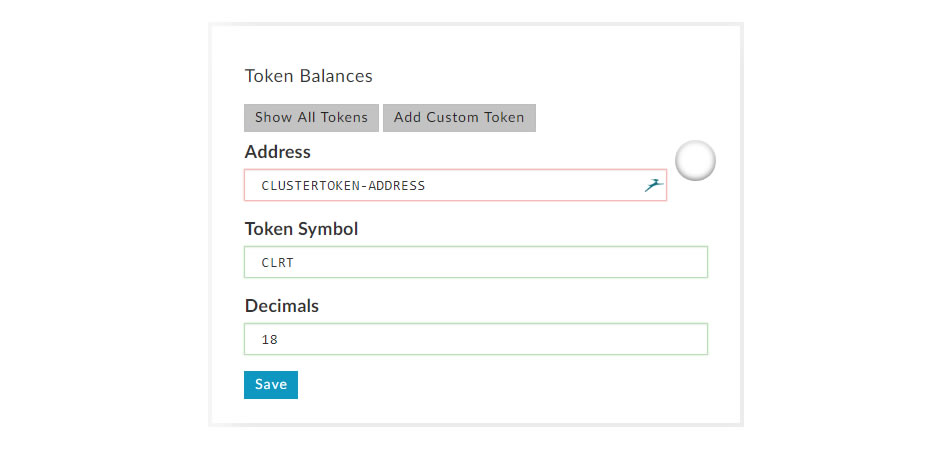 Token Balances
Show All Tokens Add Custom Token
Address
CLUSTERTOKEN-ADDRESS
Token Symbol
CLRT
Decimals
18
Save